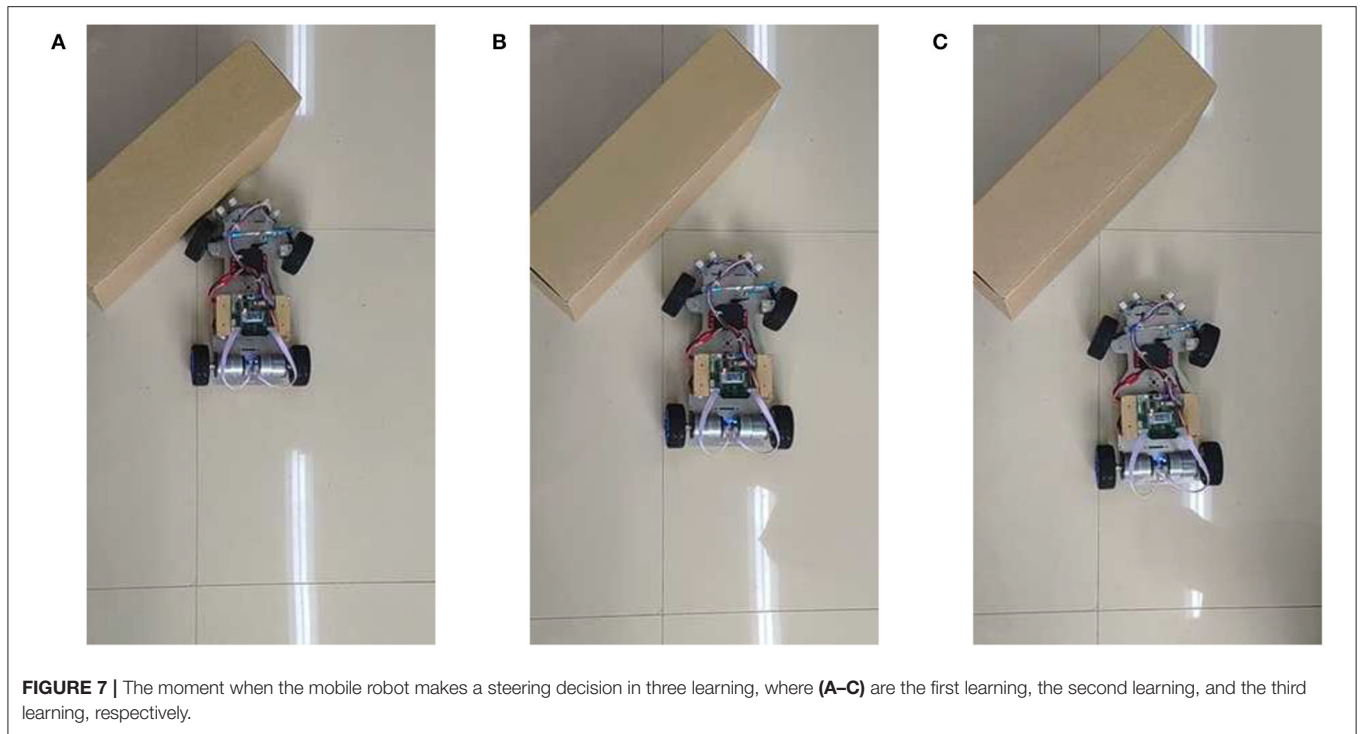 A
B
C
FIGURE 7 | The moment when the mobile robot makes a steering decision in three learning, where (A–C) are the first learning, the second learning, and the third
learning, respectively.